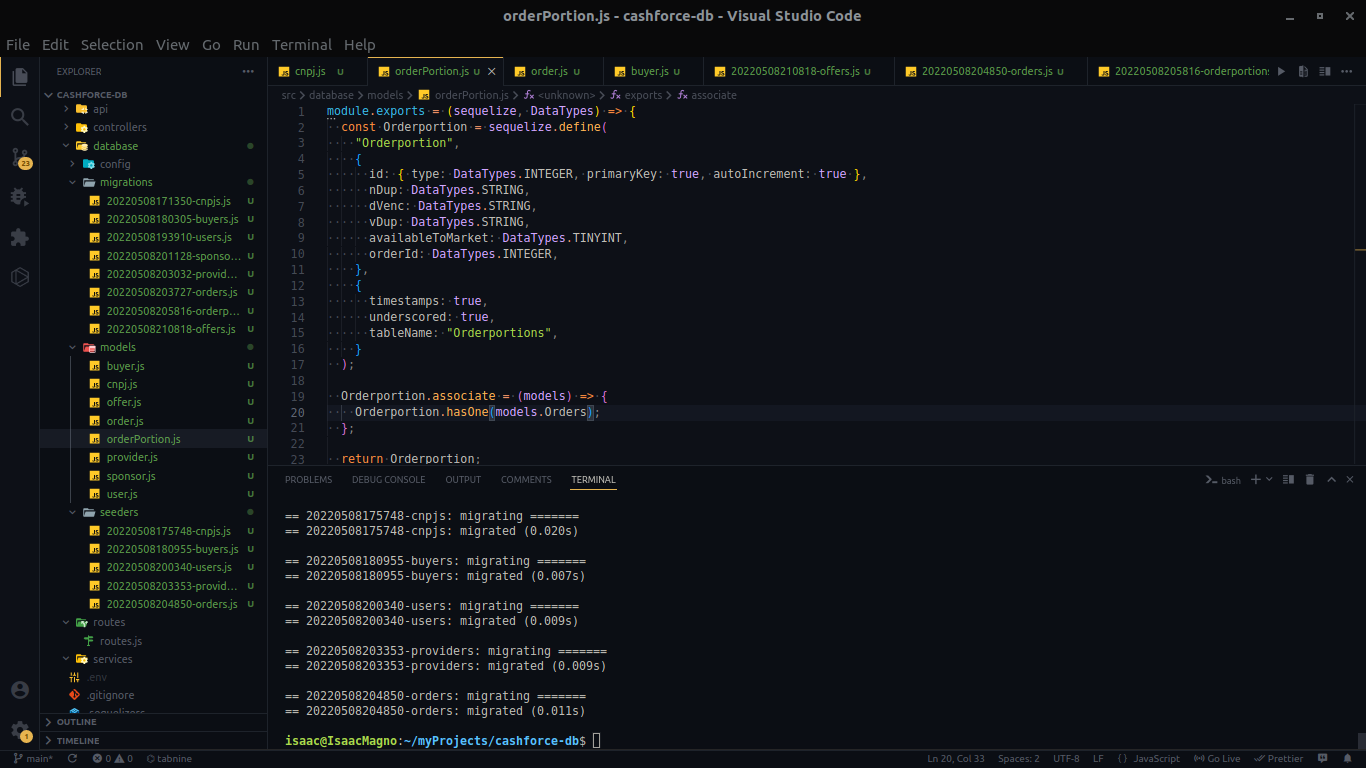 orderPortion.js - cashforce-db - Visual Studio Code
File Edit Selection View Go Run Terminal Help
EXPLORER
cnpj.js U
orderPortion.js U
order.js U
buyer.js U
20220508210818-offers.js U
20220508204850-orders.js U
20220508205816-orderportions
src > database > models > JS orderPortion.js > <unknown> > exports > associate
CASHFORCE-DB
api
controllers
database
config
migrations
20220508171350-cnpjs.js U
20220508180305-buyers.js U
20220508193910-users.js U
20220508201128-sponso... U
20220508203032-provid... U
20220508203727-orders.js U
20220508205816-orderp... U
20220508210818-offers.js U
models
buyer.js U
cnpj.js U
offer.js U
order.js U
orderPortion.js U
provider.js U
sponsor.js U
user.js U
seeders
20220508175748-cnpjs.js U
20220508180955-buyers.js U
20220508200340-users.js U
20220508203353-provid... U
20220508204850-orders.js U
routes
routes.js
services
.env
.gitignore
.sequelizerc
OUTLINE
TIMELINE
23
1
1 module.exports = (sequelize, DataTypes) => {
2 const Orderportion = sequelize.define(
3 "Orderportion",
4 {
5 id: { type: DataTypes.INTEGER, primaryKey: true, autoIncrement: true },
6 nDup: DataTypes.STRING,
7 dVenc: DataTypes.STRING,
8 vDup: DataTypes.STRING,
9 availableToMarket: DataTypes.TINYINT,
10 orderId: DataTypes.INTEGER,
11 },
12 {
13 timestamps: true,
14 underscored: true,
15 tableName: "Orderportions",
16 }
17 );
18
19 Orderportion.associate = (models) => {
20 Orderportion.hasOne(models.Orders);
21 };
22
23 return Orderportion;
PROBLEMS DEBUG CONSOLE OUTPUT COMMENTS TERMINAL
bash
== 20220508175748-cnpjs: migrating =======
== 20220508175748-cnpjs: migrated (0.020s)
== 20220508180955-buyers: migrating =======
== 20220508180955-buyers: migrated (0.007s)
== 20220508200340-users: migrating =======
== 20220508200340-users: migrated (0.009s)
== 20220508203353-providers: migrating =======
== 20220508203353-providers: migrated (0.009s)
== 20220508204850-orders: migrating =======
== 20220508204850-orders: migrated (0.011s)
isaac@IsaacMagno:~/myProjects/cashforce-db$
main* 0 0 tabnine
Ln 20, Col 33 Spaces: 2 UTF-8 LF { } JavaScript Go Live Prettier